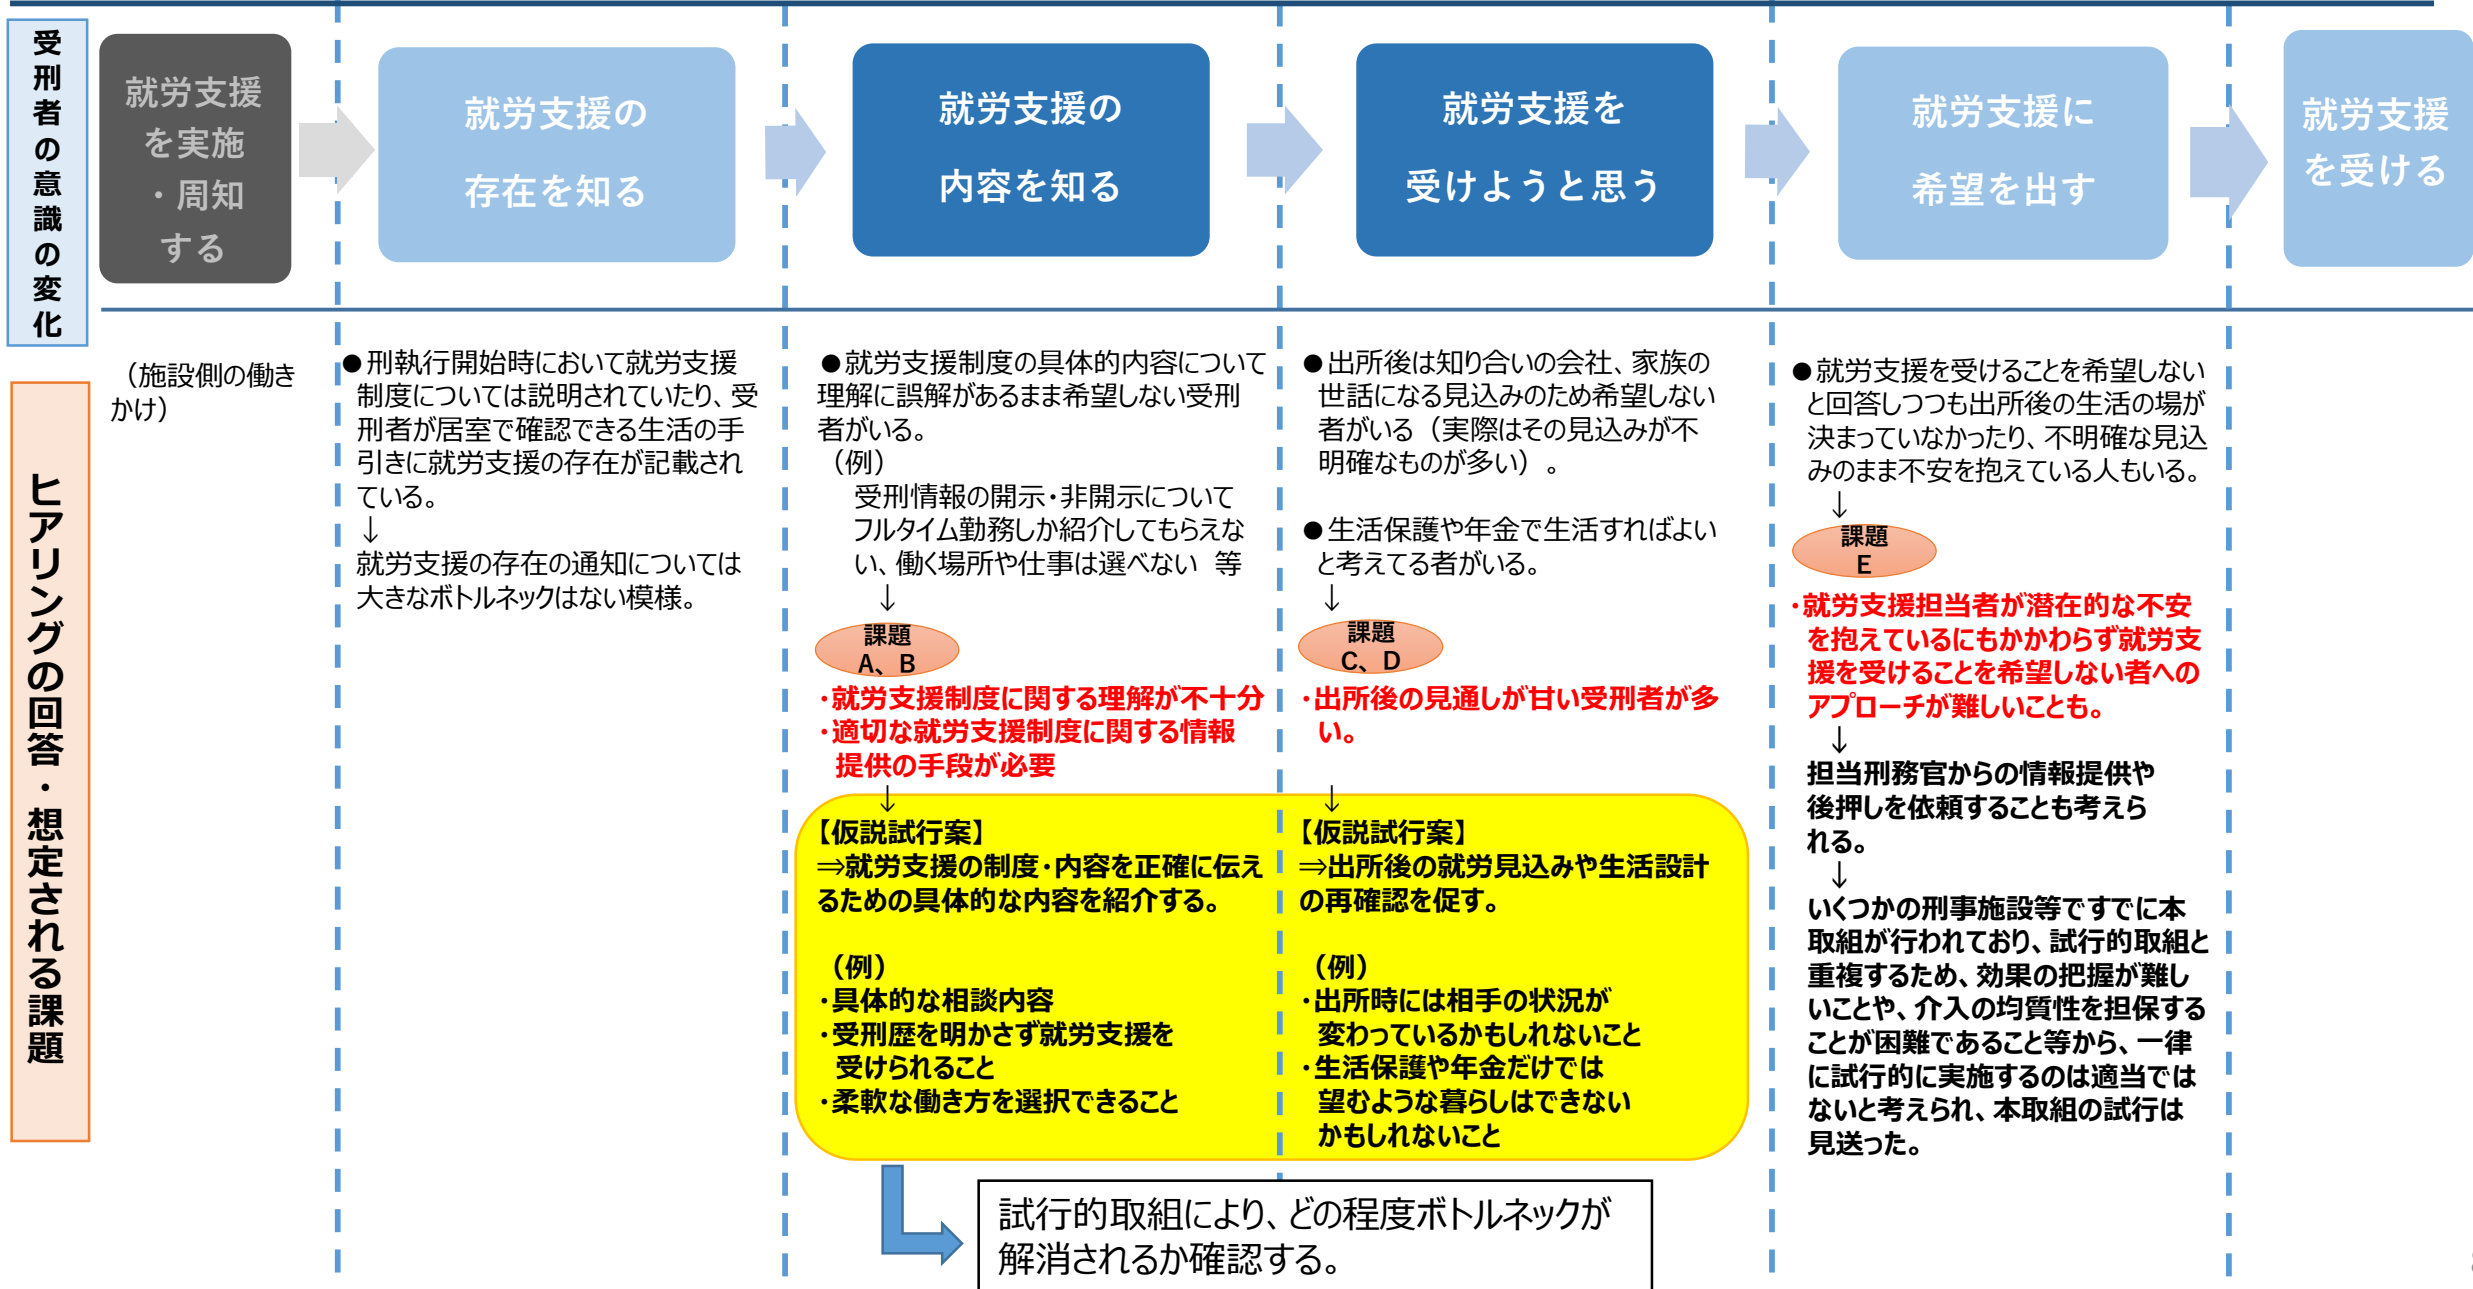 受刑者の意識の変化
就労支援
を実施
・周知
する
就労支援の
存在を知る
就労支援の
内容を知る
就労支援を
受けようと思う
就労支援に
希望を出す
就労支援
を受ける
ヒアリングの回答・想定される課題
（施設側の働き
かけ）
●刑執行開始時において就労支援
制度については説明されていたり、受
刑者が居室で確認できる生活の手
引きに就労支援の存在が記載され
ている。
↓
就労支援の存在の通知については
大きなボトルネックはない模様。
●就労支援制度の具体的内容について
理解に誤解があるまま希望しない受刑
者がいる。
（例）
受刑情報の開示・非開示について
フルタイム勤務しか紹介してもらえな
い、働く場所や仕事は選べない 等
↓
課題
A、B
・就労支援制度に関する理解が不十分
・適切な就労支援制度に関する情報
提供の手段が必要
↓
【仮説試行案】
⇒就労支援の制度・内容を正確に伝え
るための具体的な内容を紹介する。
（例）
・具体的な相談内容
・受刑歴を明かさず就労支援を
受けられること
・柔軟な働き方を選択できること
●出所後は知り合いの会社、家族の
世話になる見込みのため希望しない
者がいる（実際はその見込みが不
明確なものが多い）。
●生活保護や年金で生活すればよい
と考えてる者がいる。
↓
課題
C、D
・出所後の見通しが甘い受刑者が多
い。
↓
【仮説試行案】
⇒出所後の就労見込みや生活設計
の再確認を促す。
（例）
・出所時には相手の状況が
変わっているかもしれないこと
・生活保護や年金だけでは
望むような暮らしはできない
かもしれないこと
●就労支援を受けることを希望しない
と回答しつつも出所後の生活の場が
決まっていなかったり、不明確な見込
みのまま不安を抱えている人もいる。
↓
課題
E
・就労支援担当者が潜在的な不安
を抱えているにもかかわらず就労支
援を受けることを希望しない者への
アプローチが難しいことも。
↓
担当刑務官からの情報提供や
後押しを依頼することも考えら
れる。
↓
いくつかの刑事施設等ですでに本
取組が行われており、試行的取組と
重複するため、効果の把握が難し
いことや、介入の均質性を担保する
ことが困難であること等から、一律
に試行的に実施するのは適当では
ないと考えられ、本取組の試行は
見送った。
試行的取組により、どの程度ボトルネックが
解消されるか確認する。